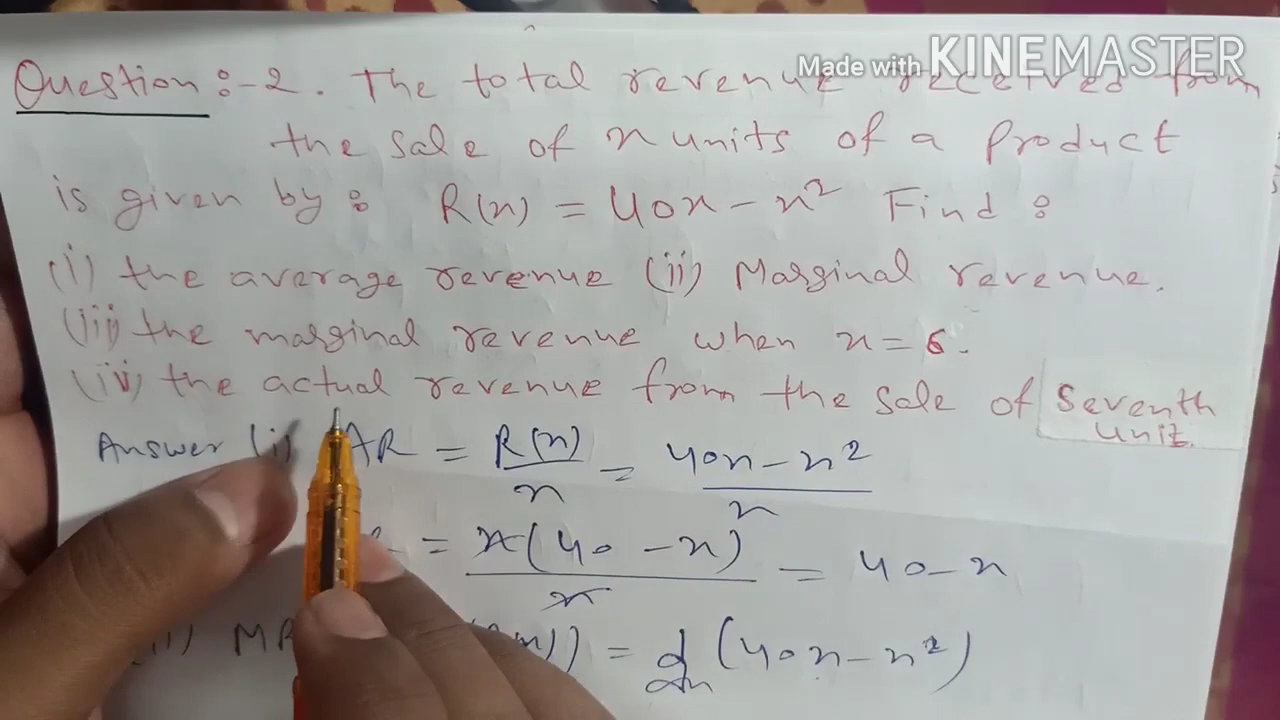 Made with KINEMASTER
Question :- 2. The total revenue received from
the sale of x units of a product
is given by : R(x) = 40x - x² Find :
(i) the average revenue (ii) Marginal revenue.
(iii) the marginal revenue when x = 6.
(iv) the actual revenue from the sale of seventh unit.
Answer (i) AR = R(x)/x = 40x - x²/x
= x(40 - x)/x = 40 - x
MR = d/dx (40x - x²)